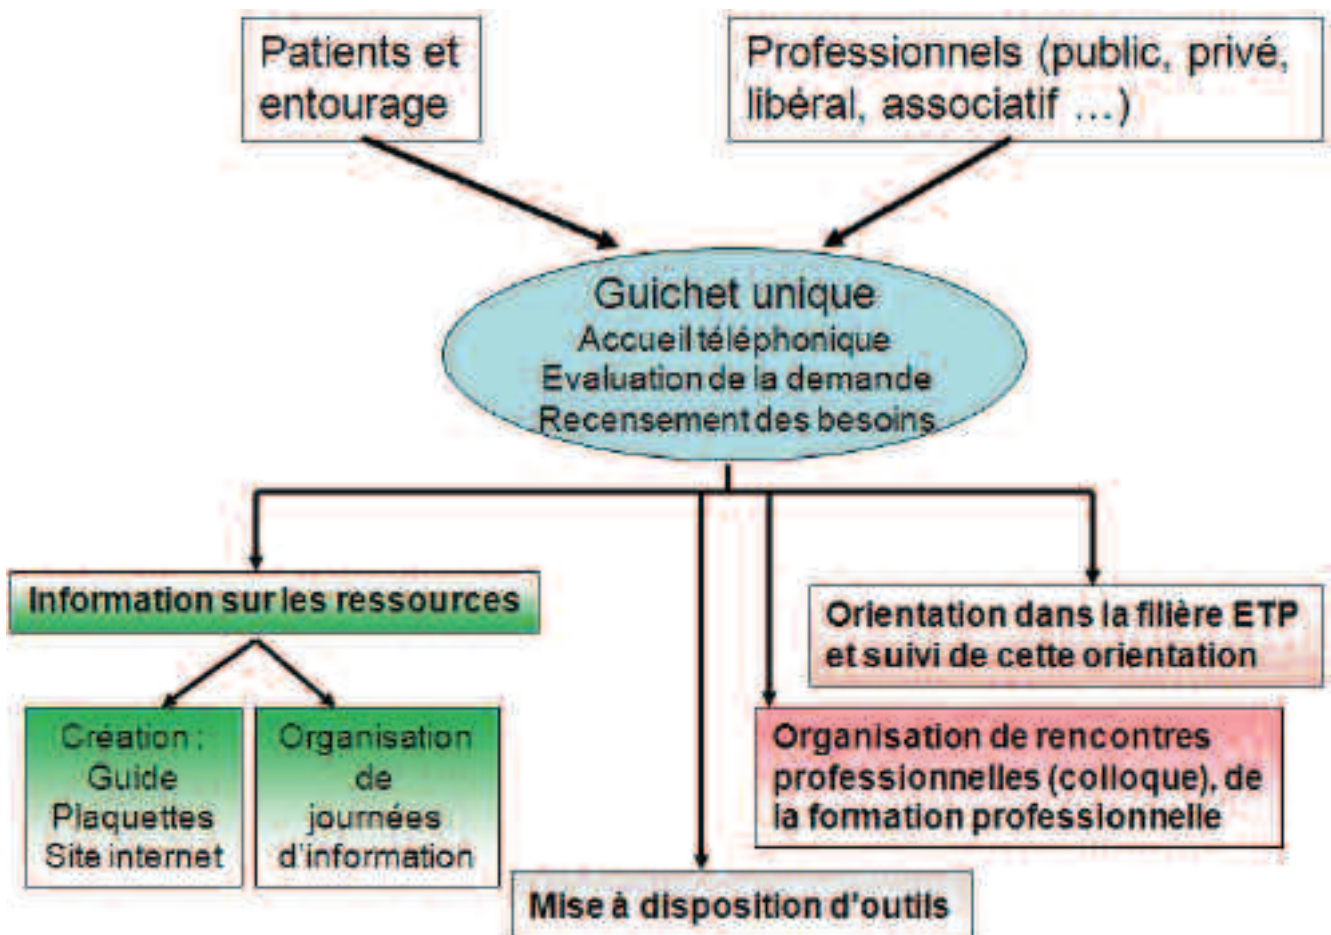 Patients et
entourage
Professionnels (public, privé,
libéral, associatif ...)
Guichet unique
Accueil téléphonique
Evaluation de la demande
Recensement des besoins
Information sur les ressources
Orientation dans la filière ETP
et suivi de cette orientation
Création :
Guide
Plaquettes
Site internet
Organisation
de
journées
d'information
Organisation de rencontres
professionnelles (colloque), de
la formation professionnelle
Mise à disposition d'outils